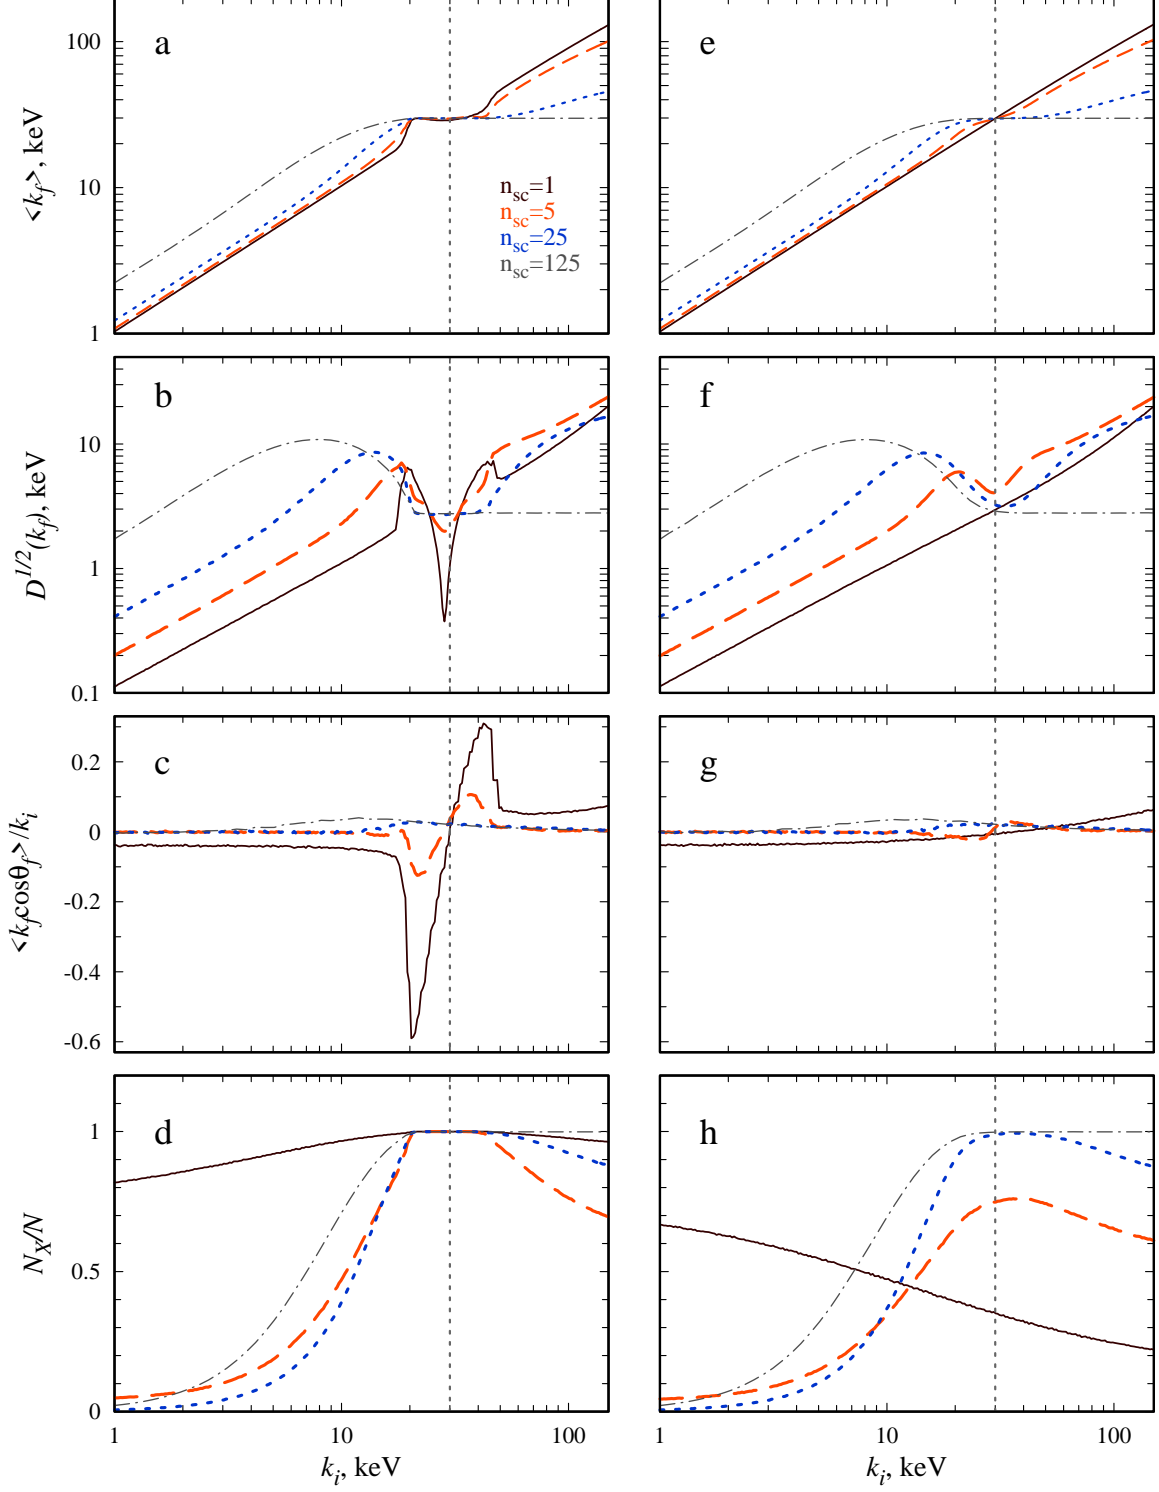 a
e
100
10
1
<k_f>, keV
n_sc=1
n_sc=5
n_sc=25
n_sc=125
b
f
10
1
0.1
D^{1/2}(k_f), keV
c
g
0.2
0
-0.2
-0.4
-0.6
<k_f cosθ_f>/k_i
d
h
1
0.5
0
N_X/N
1 10 100
1 10 100
k_i, keV
k_i, keV